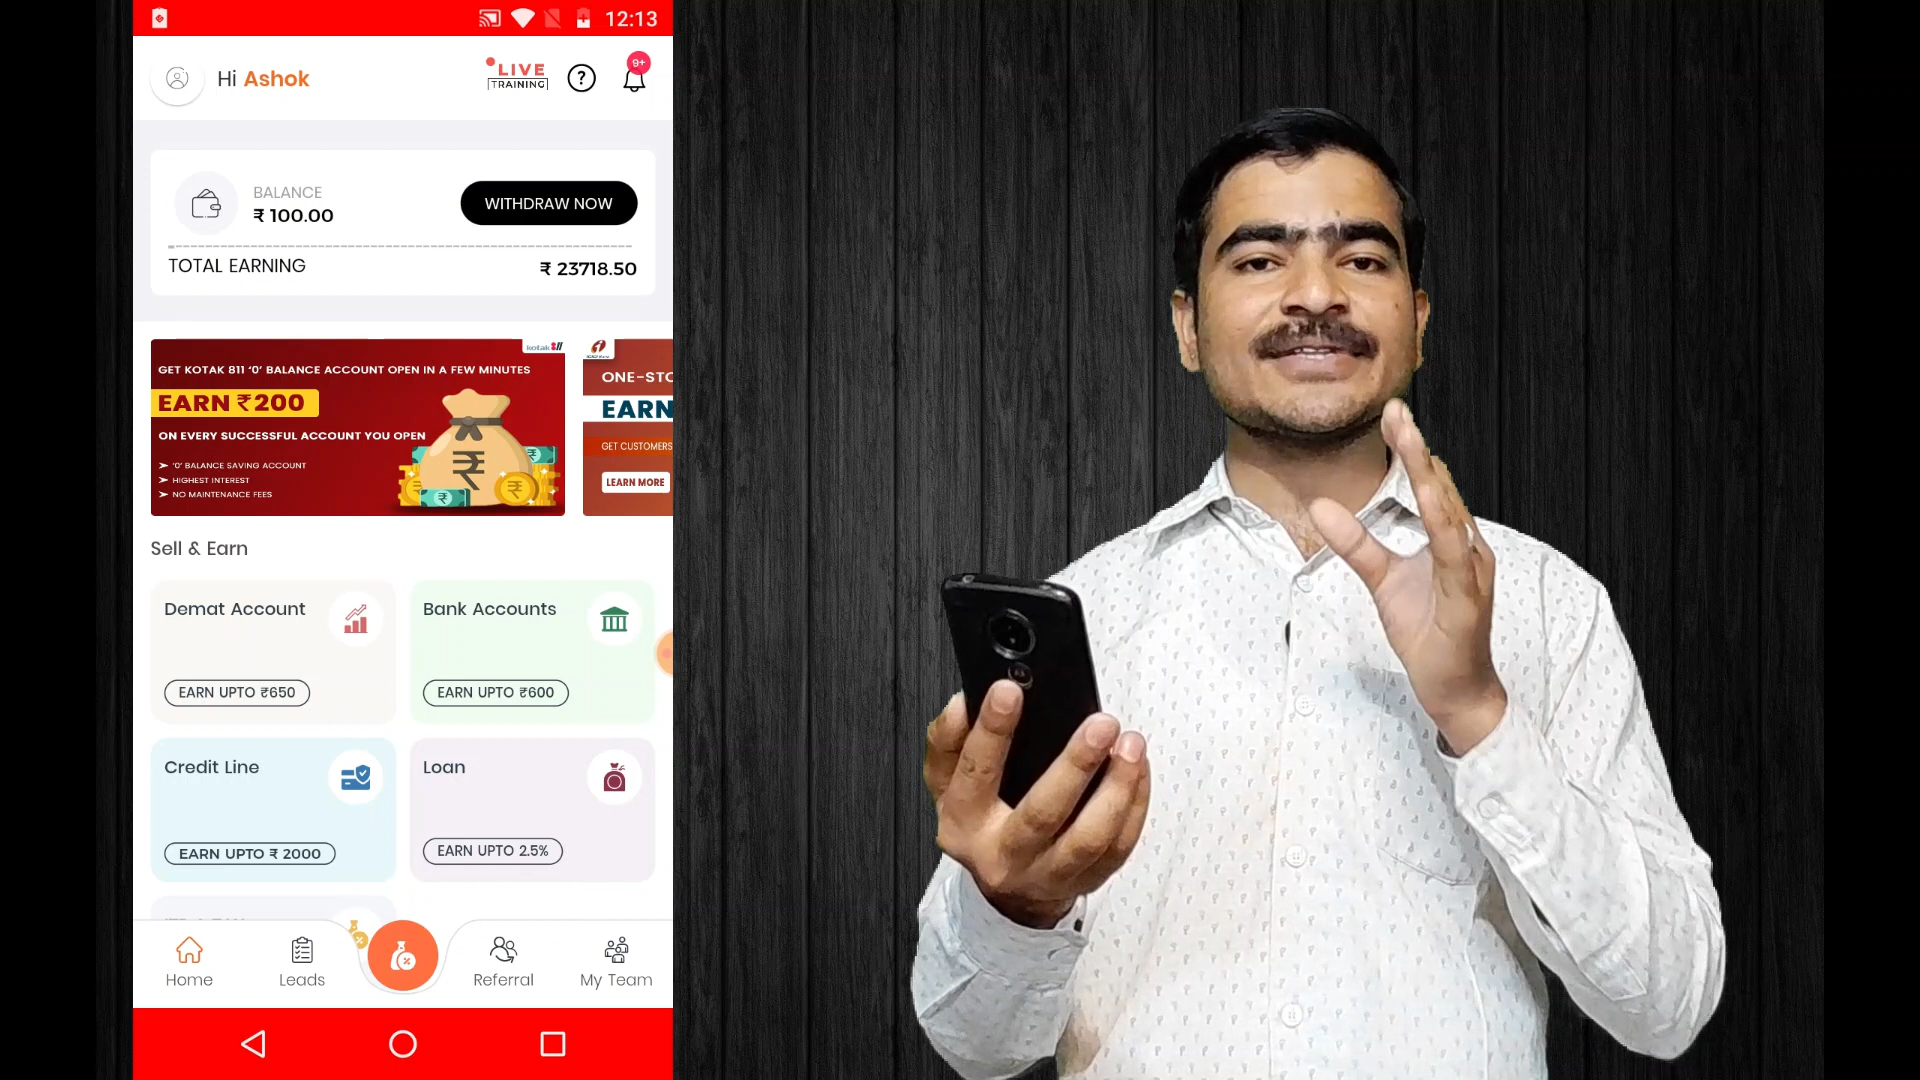 12:13
Hi Ashok
LIVE
TRAINING
?
9+
BALANCE
₹ 100.00
WITHDRAW NOW
TOTAL EARNING
₹ 23718.50
kotak 811
GET KOTAK 811 ‘0’ BALANCE ACCOUNT OPEN IN A FEW MINUTES
EARN ₹200
ON EVERY SUCCESSFUL ACCOUNT YOU OPEN
➤ ‘0’ BALANCE SAVING ACCOUNT
➤ HIGHEST INTEREST
➤ NO MAINTENANCE FEES
ONE-STO
EARN
GET CUSTOMERS
LEARN MORE
Sell & Earn
Demat Account
EARN UPTO ₹650
Bank Accounts
EARN UPTO ₹600
Credit Line
EARN UPTO ₹ 2000
Loan
EARN UPTO 2.5%
Home
Leads
Referral
My Team